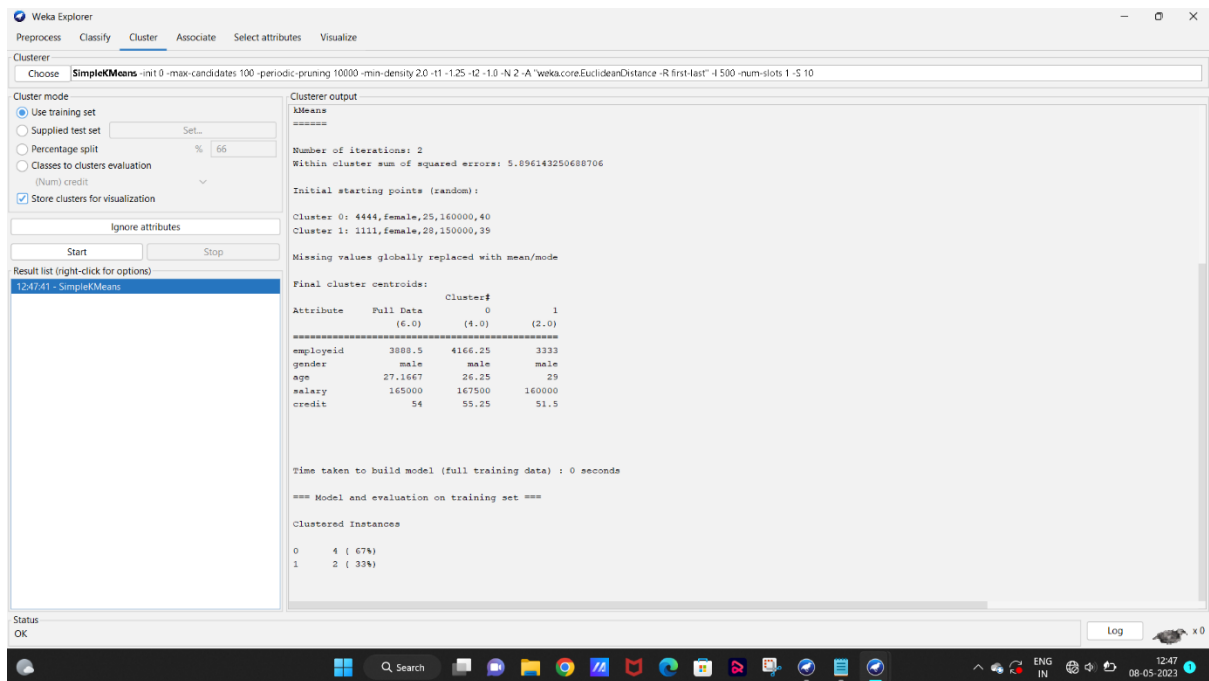 Weka Explorer
Preprocess Classify Cluster Associate Select attributes Visualize
Clusterer
Choose SimpleKMeans -init 0 -max-candidates 100 -periodic-pruning 10000 -min-density 2.0 -t1 -1.25 -t2 -1.0 -N 2 -A "weka.core.EuclideanDistance -R first-last" -I 500 -num-slots 1 -S 10
Cluster mode
Use training set
Supplied test set Set...
Percentage split % 66
Classes to clusters evaluation
(Num) credit
Store clusters for visualization
Ignore attributes
Start Stop
Result list (right-click for options)
12:47:41 - SimpleKMeans
Clusterer output
kMeans
======
Number of iterations: 2
Within cluster sum of squared errors: 5.896143250688706
Initial starting points (random):
Cluster 0: 4444,female,25,160000,40
Cluster 1: 1111,female,28,150000,39
Missing values globally replaced with mean/mode
Final cluster centroids:
Cluster#
Attribute Full Data 0 1
(6.0) (4.0) (2.0)
================================================
employeid 3888.5 4166.25 3333
gender male male male
age 27.1667 26.25 29
salary 165000 167500 160000
credit 54 55.25 51.5
Time taken to build model (full training data) : 0 seconds
=== Model and evaluation on training set ===
Clustered Instances
0 4 ( 67%)
1 2 ( 33%)
Status
OK
Log x 0
Search
ENG
IN
12:47
08-05-2023
1